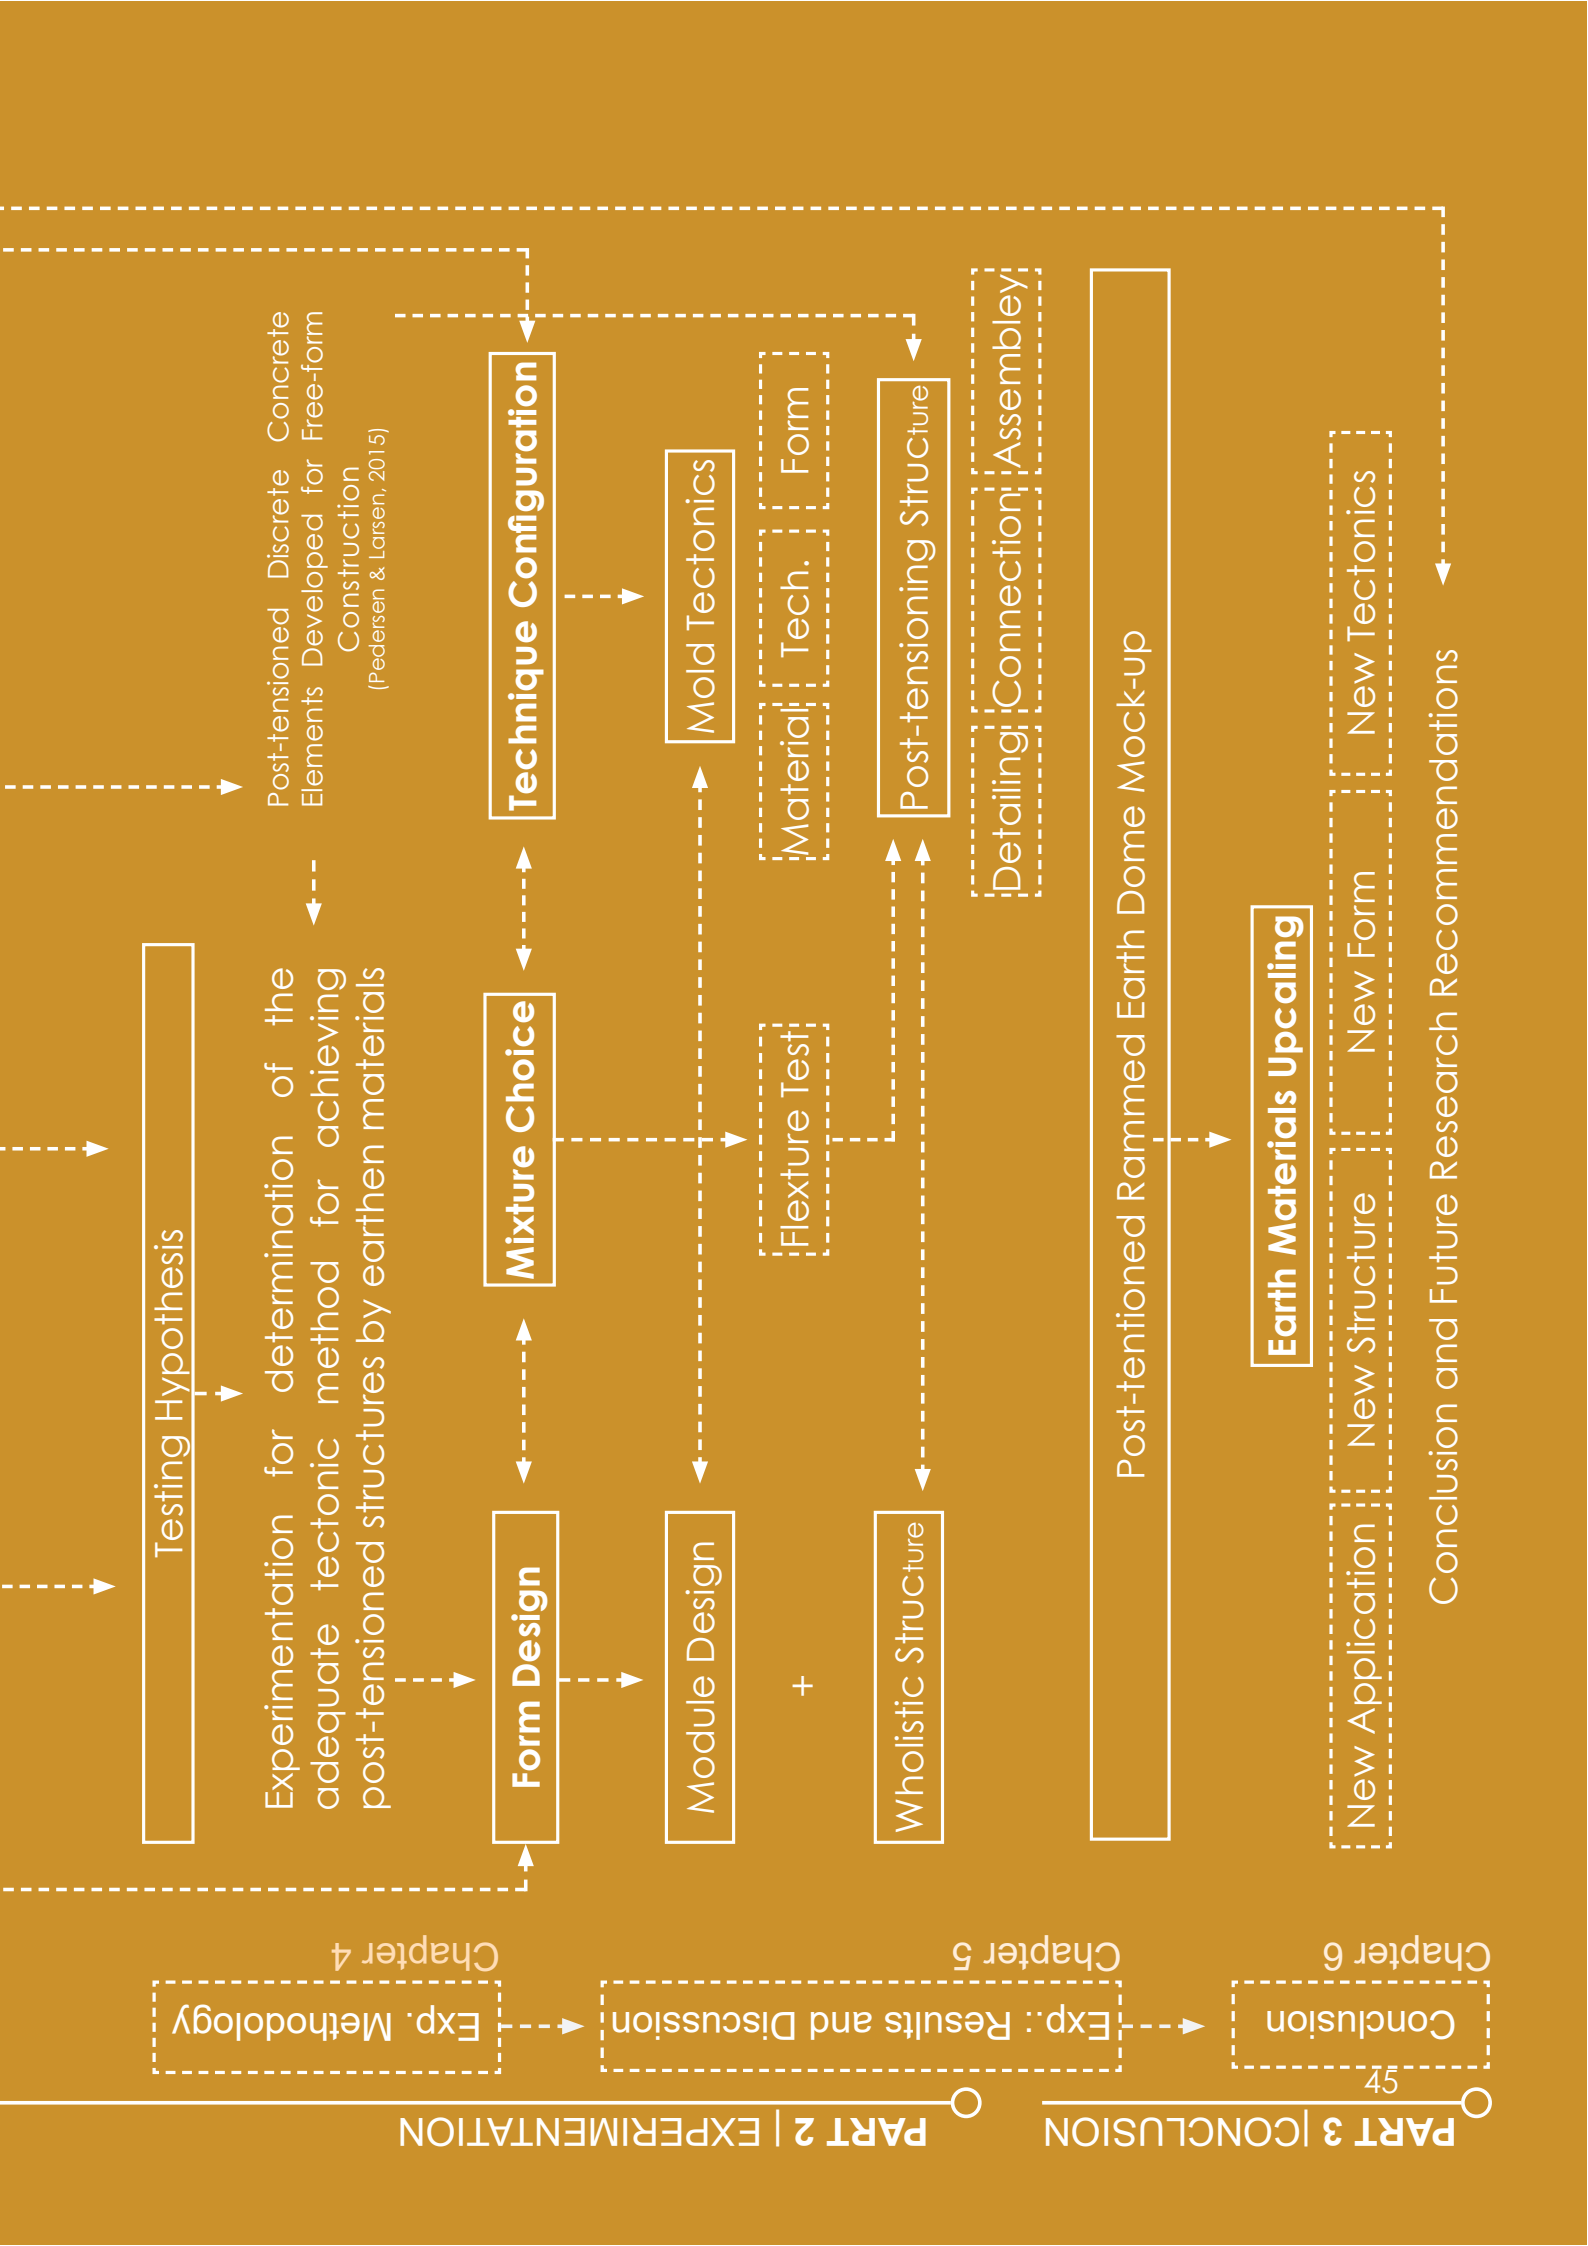 Testing Hypothesis
Experimentation for determination of the
adequate tectonic method for achieving
post-tensioned structures by earthen materials
Post-tensioned Discrete Concrete
Elements Developed for Free-form
Construction
(Pedersen & Larsen, 2015)
Form Design
Mixture Choice
Technique Configuration
Module Design
Mold Tectonics
+
Flexture Test
Material
Tech.
Form
Wholistic Structure
Post-tensioning Structure
Detailing
Connection
Assembley
Post-tentioned Rammed Earth Dome Mock-up
Earth Materials Upcaling
New Application
New Structure
New Form
New Tectonics
Conclusion and Future Research Recommendations
Chapter 4
Exp. Methodology
Chapter 5
Exp.: Results and Discussion
Chapter 6
Conclusion
PART 2 | EXPERIMENTATION
PART 3 |CONCLUSION
45